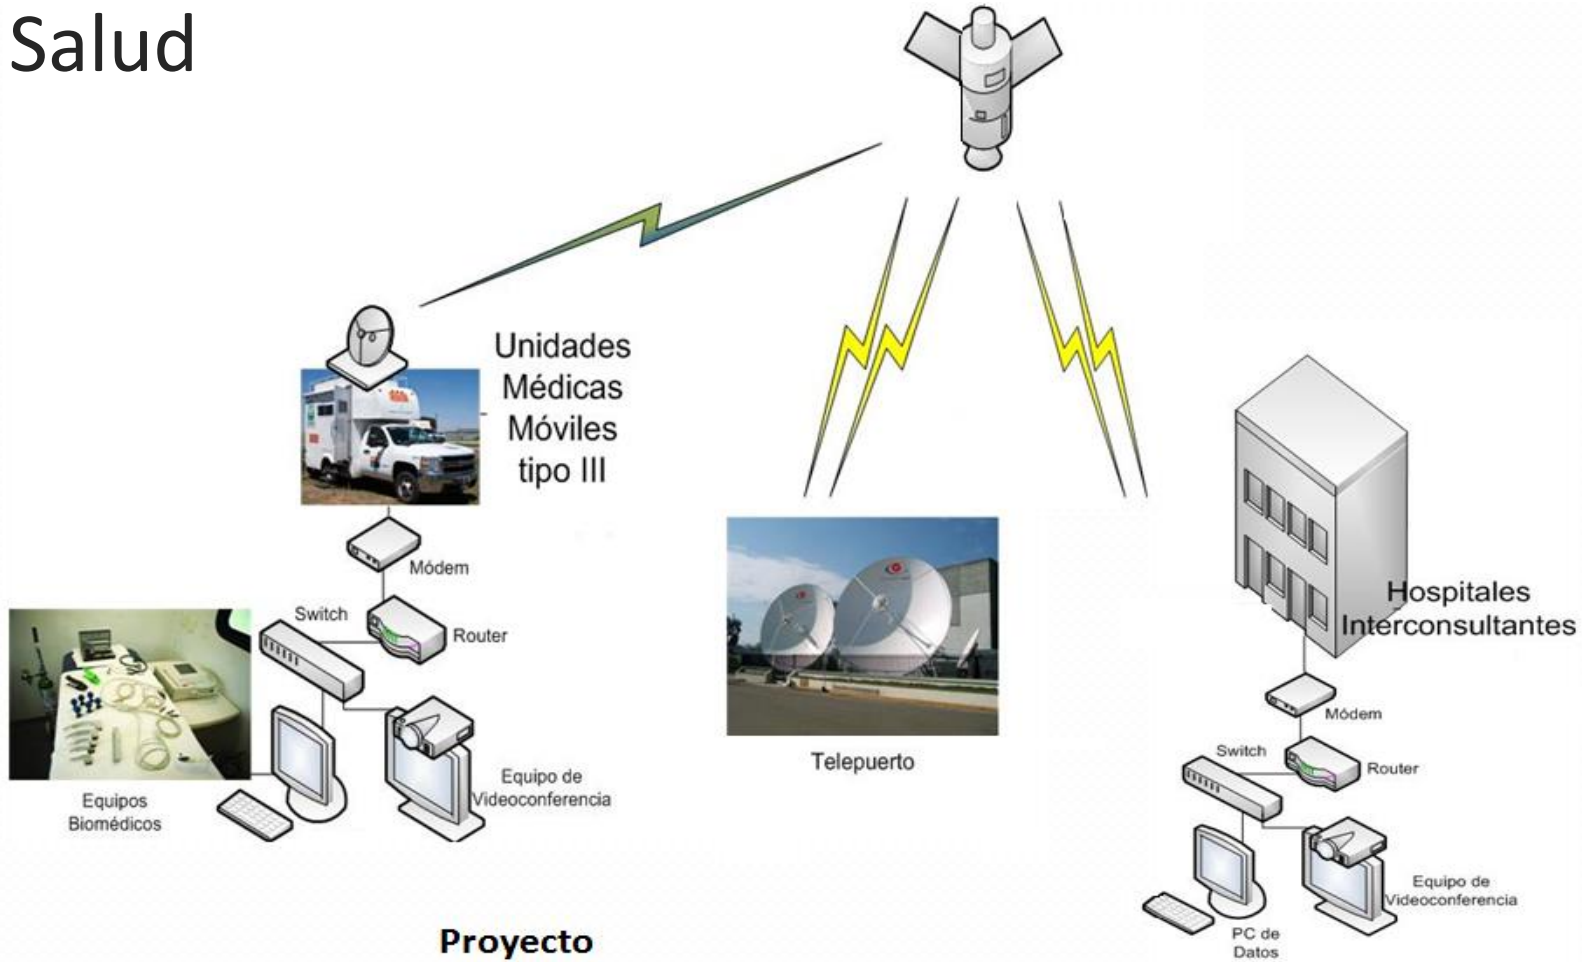 Salud
Unidades
Médicas
Móviles
tipo III
Módem
Switch
Router
Equipos
Biomédicos
Equipo de
Videoconferencia
Telepuerto
Hospitales
Interconsultantes
Módem
Switch
Router
Equipo de
Videoconferencia
PC de
Datos
Proyecto